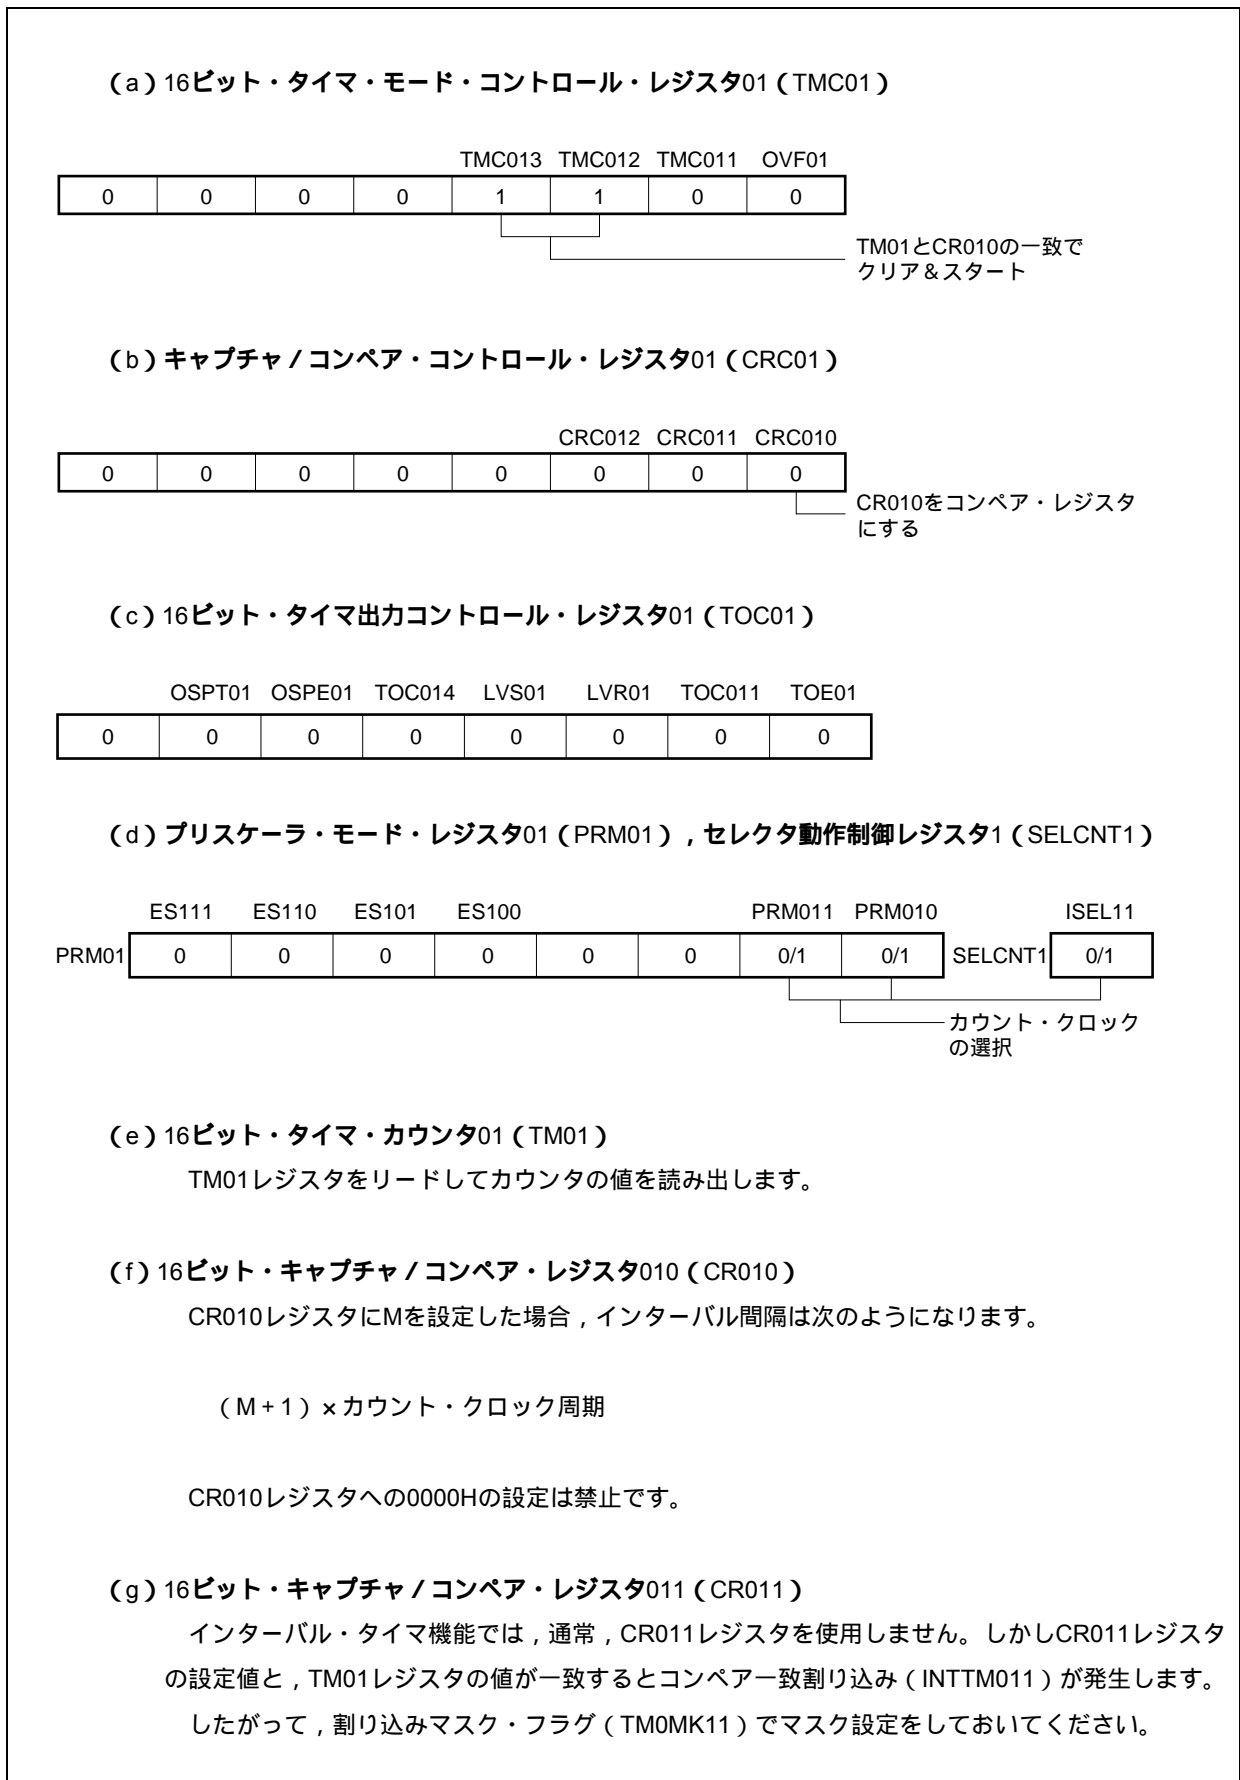 （a）16ビット・タイマ・モード・コントロール・レジスタ01（TMC01）
TMC013 TMC012 TMC011 OVF01
0 0 0 0 1 1 0 0
TM01とCR010の一致で
クリア＆スタート
（b）キャプチャ／コンペア・コントロール・レジスタ01（CRC01）
CRC012 CRC011 CRC010
0 0 0 0 0 0 0 0
CR010をコンペア・レジスタ
にする
（c）16ビット・タイマ出力コントロール・レジスタ01（TOC01）
OSPT01 OSPE01 TOC014 LVS01 LVR01 TOC011 TOE01
0 0 0 0 0 0 0 0
（d）プリスケーラ・モード・レジスタ01（PRM01），セレクタ動作制御レジスタ1（SELCNT1）
ES111 ES110 ES101 ES100 PRM011 PRM010 ISEL11
PRM01 0 0 0 0 0 0 0/1 0/1 SELCNT1 0/1
カウント・クロック
の選択
（e）16ビット・タイマ・カウンタ01（TM01）
TM01レジスタをリードしてカウンタの値を読み出します。
（f）16ビット・キャプチャ／コンペア・レジスタ010（CR010）
CR010レジスタにMを設定した場合，インターバル間隔は次のようになります。
（M＋1）×カウント・クロック周期
CR010レジスタへの0000Hの設定は禁止です。
（g）16ビット・キャプチャ／コンペア・レジスタ011（CR011）
インターバル・タイマ機能では，通常，CR011レジスタを使用しません。しかしCR011レジスタ
の設定値と，TM01レジスタの値が一致するとコンペア一致割り込み（INTTM011）が発生します。
したがって，割り込みマスク・フラグ（TM0MK11）でマスク設定をしておいてください。